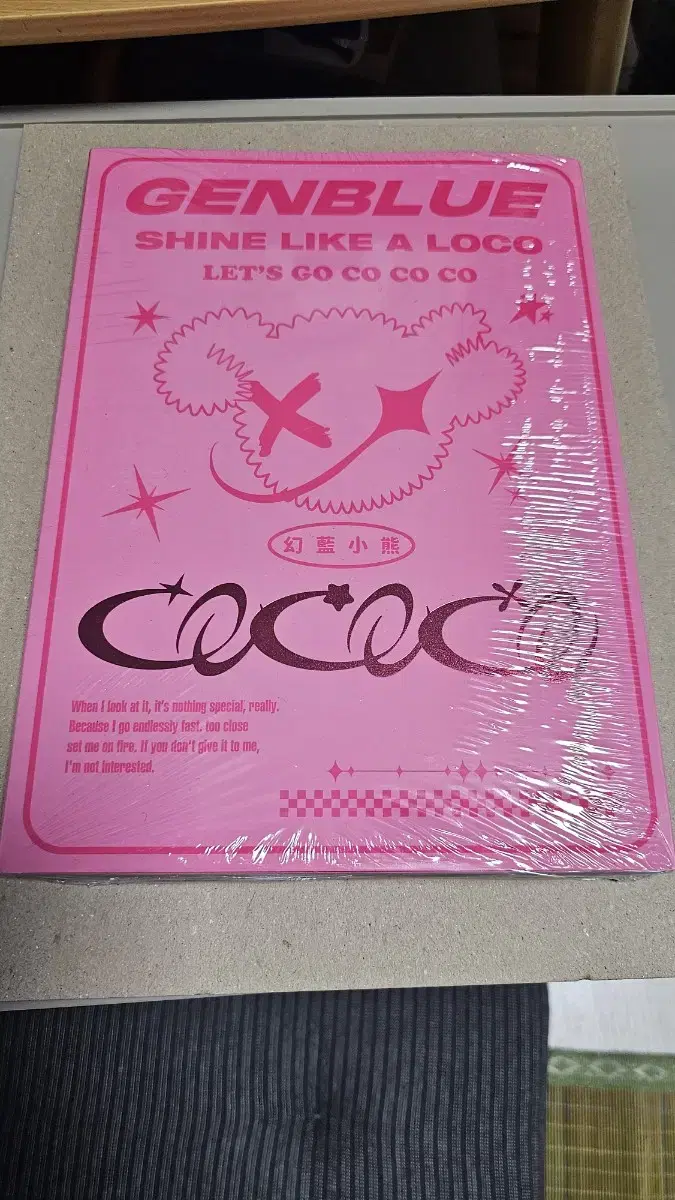 GENBLUE
SHINE LIKE A LOCO
LET'S GO CO CO CO
幻藍小熊
COCOCO
When I look at it, it's nothing special, really.
Because I go endlessly fast, too close
set me on fire. If you don't give it to me,
I'm not interested.